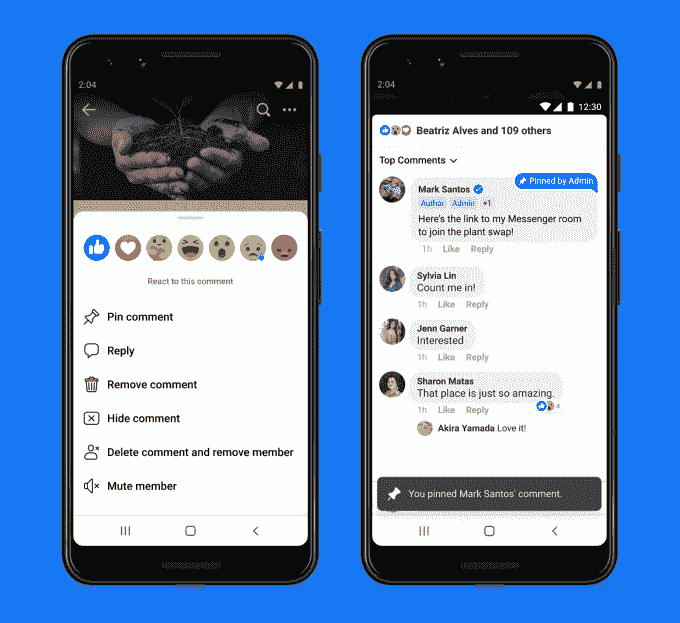 2:04
React to this comment
Pin comment
Reply
Remove comment
Hide comment
Delete comment and remove member
Mute member
2:04
12:30
Beatriz Alves and 109 others
Top Comments
Pinned by Admin
Mark Santos
Author Admin +1
Here's the link to my Messenger room
to join the plant swap!
1h Like Reply
Sylvia Lin
Count me in!
1h Like Reply
Jenn Garner
Interested
1h Like Reply
Sharon Matas
That place is just so amazing.
1h Like Reply
4
Akira Yamada Love it!
You pinned Mark Santos' comment.